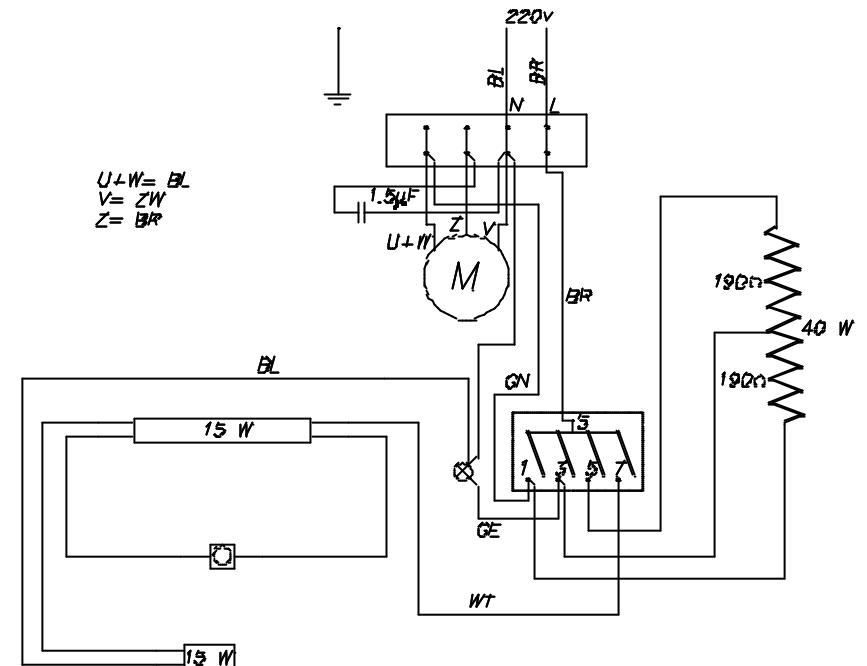 220v
BL
BR
N
L
U+W= BL
V= ZW
Z= BR
1.5µF
Z
V
U+W
M
BR
190Ω
40 W
190Ω
BL
GN
15 W
1
3
5
7
GE
WT
15 W